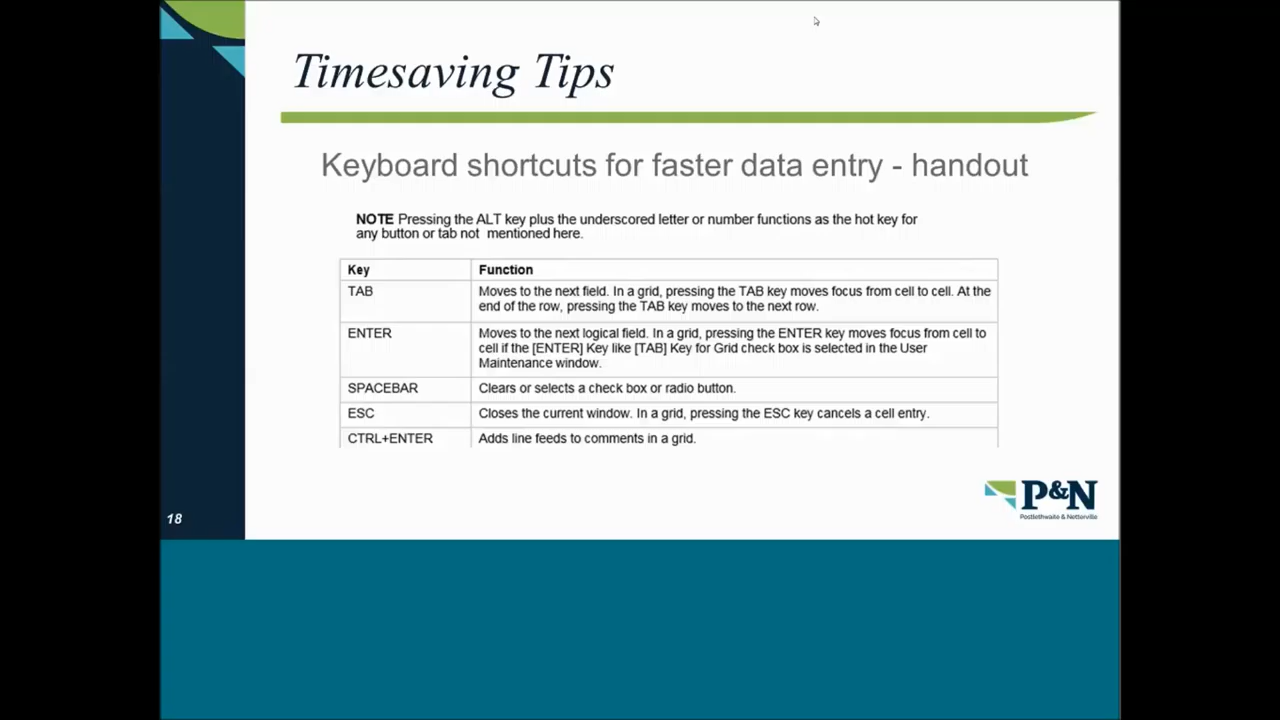 Timesaving Tips
Keyboard shortcuts for faster data entry - handout
NOTE Pressing the ALT key plus the underscored letter or number functions as the hot key for
any button or tab not mentioned here.
Key Function
TAB Moves to the next field. In a grid, pressing the TAB key moves focus from cell to cell. At the
end of the row, pressing the TAB key moves to the next row.
ENTER Moves to the next logical field. In a grid, pressing the ENTER key moves focus from cell to
cell if the [ENTER] Key like [TAB] Key for Grid check box is selected in the User
Maintenance window.
SPACEBAR Clears or selects a check box or radio button.
ESC Closes the current window. In a grid, pressing the ESC key cancels a cell entry.
CTRL+ENTER Adds line feeds to comments in a grid.
P&N
Postlethwaite & Netterville
18